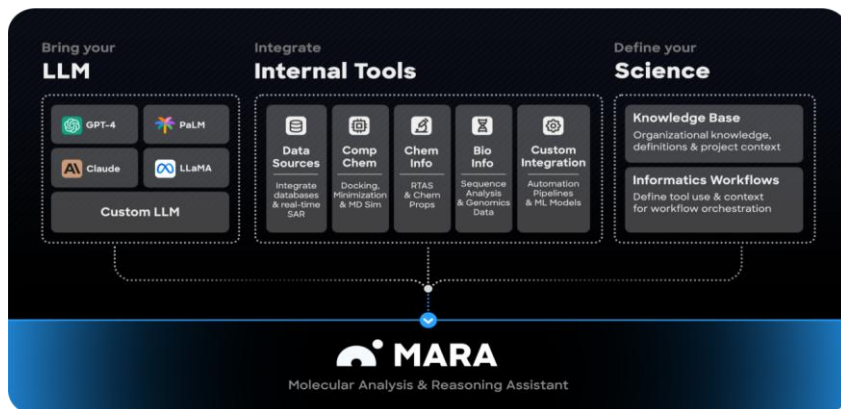 Bring your
LLM
GPT-4
PaLM
Claude
LLaMA
Custom LLM
Integrate
Internal Tools
Data
Sources
Integrate
databases
& real-time
SAR
Comp
Chem
Docking,
Minimization
& MD Sim
Chem
Info
RTAS
& Chem
Props
Bio
Info
Sequence
Analysis
& Genomics
Data
Custom
Integration
Automation
Pipelines
& ML Models
Define your
Science
Knowledge Base
Organizational knowledge,
definitions & project context
Informatics Workflows
Define tool use & context
for workflow orchestration
MARA
Molecular Analysis & Reasoning Assistant